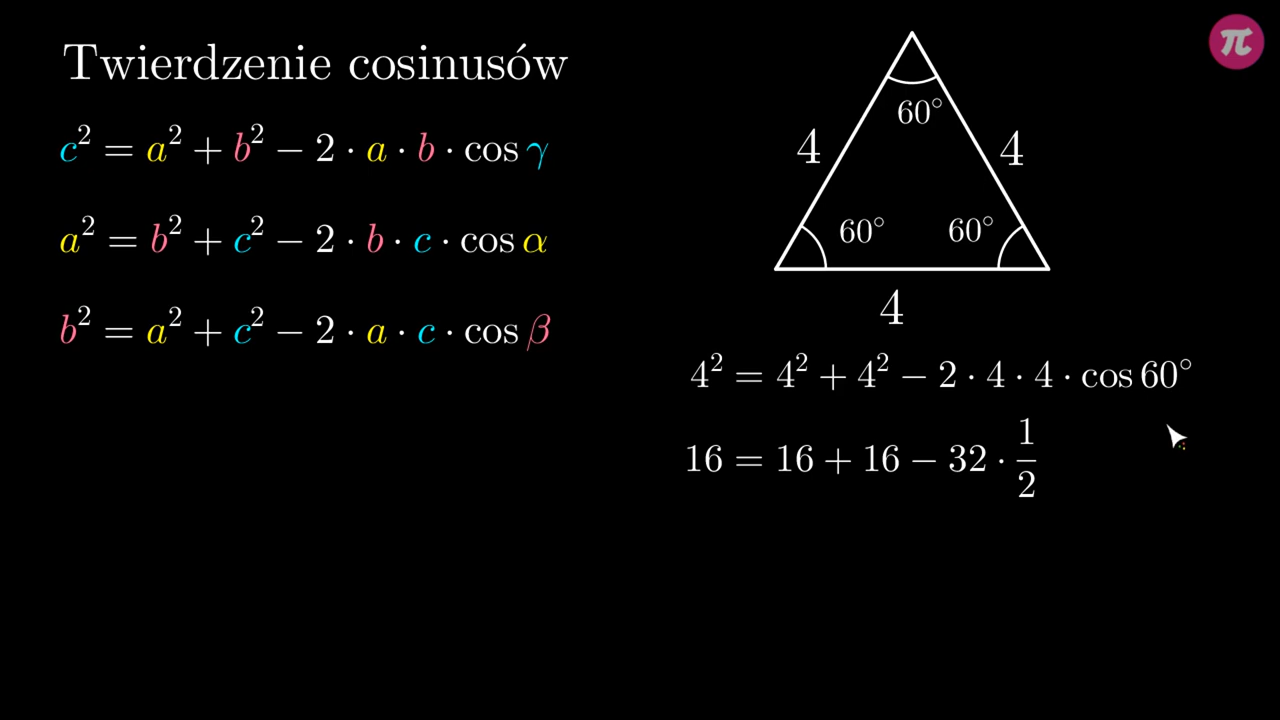 Twierdzenie cosinusów
c² = a² + b² − 2 · a · b · cos γ
a² = b² + c² − 2 · b · c · cos α
b² = a² + c² − 2 · a · c · cos β
π
60°
4
4
60°
60°
4
4² = 4² + 4² − 2 · 4 · 4 · cos 60°
16 = 16 + 16 − 32 · 1/2